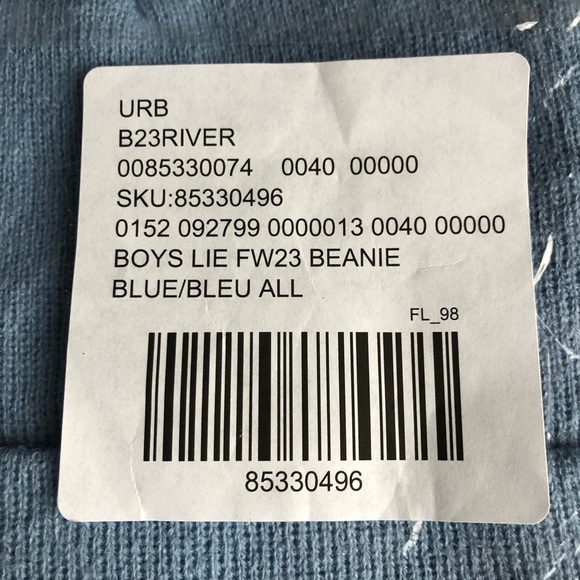 URB
B23RIVER
0085330074 0040 00000
SKU:85330496
0152 092799 0000013 0040 00000
BOYS LIE FW23 BEANIE
BLUE/BLEU ALL
FL_98
85330496